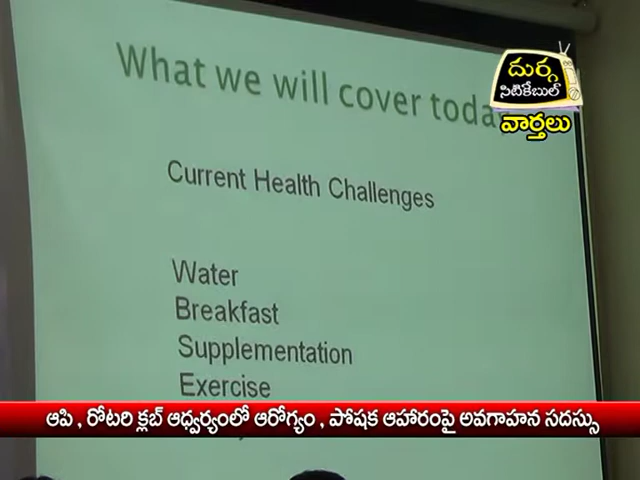 What we will cover today
దుర్గ
సిటికేబుల్
వార్తలు
Current Health Challenges
Water
Breakfast
Supplementation
Exercise
ఆపి , రోటరి క్లబ్ ఆధ్వర్యంలో ఆరోగ్యం , పోషక ఆహారంపై అవగాహన సదస్సు